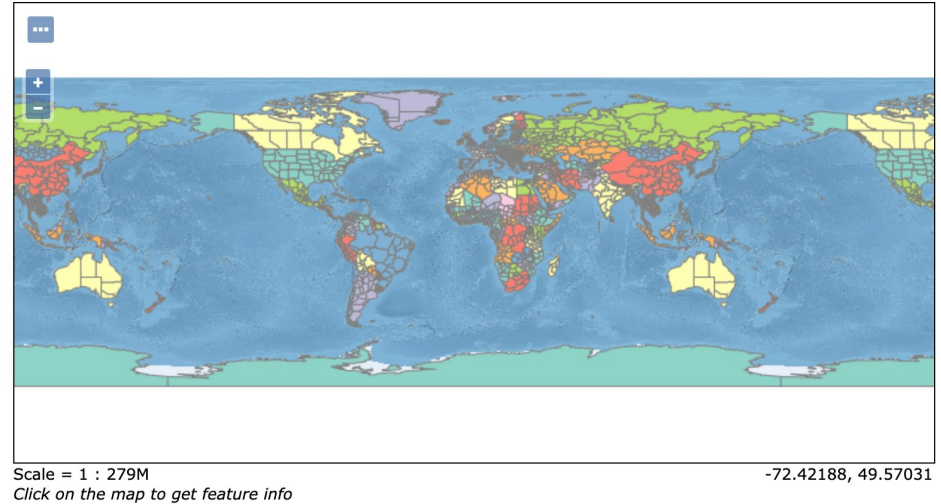 ...
+
−
Scale = 1 : 279M
-72.42188, 49.57031
Click on the map to get feature info